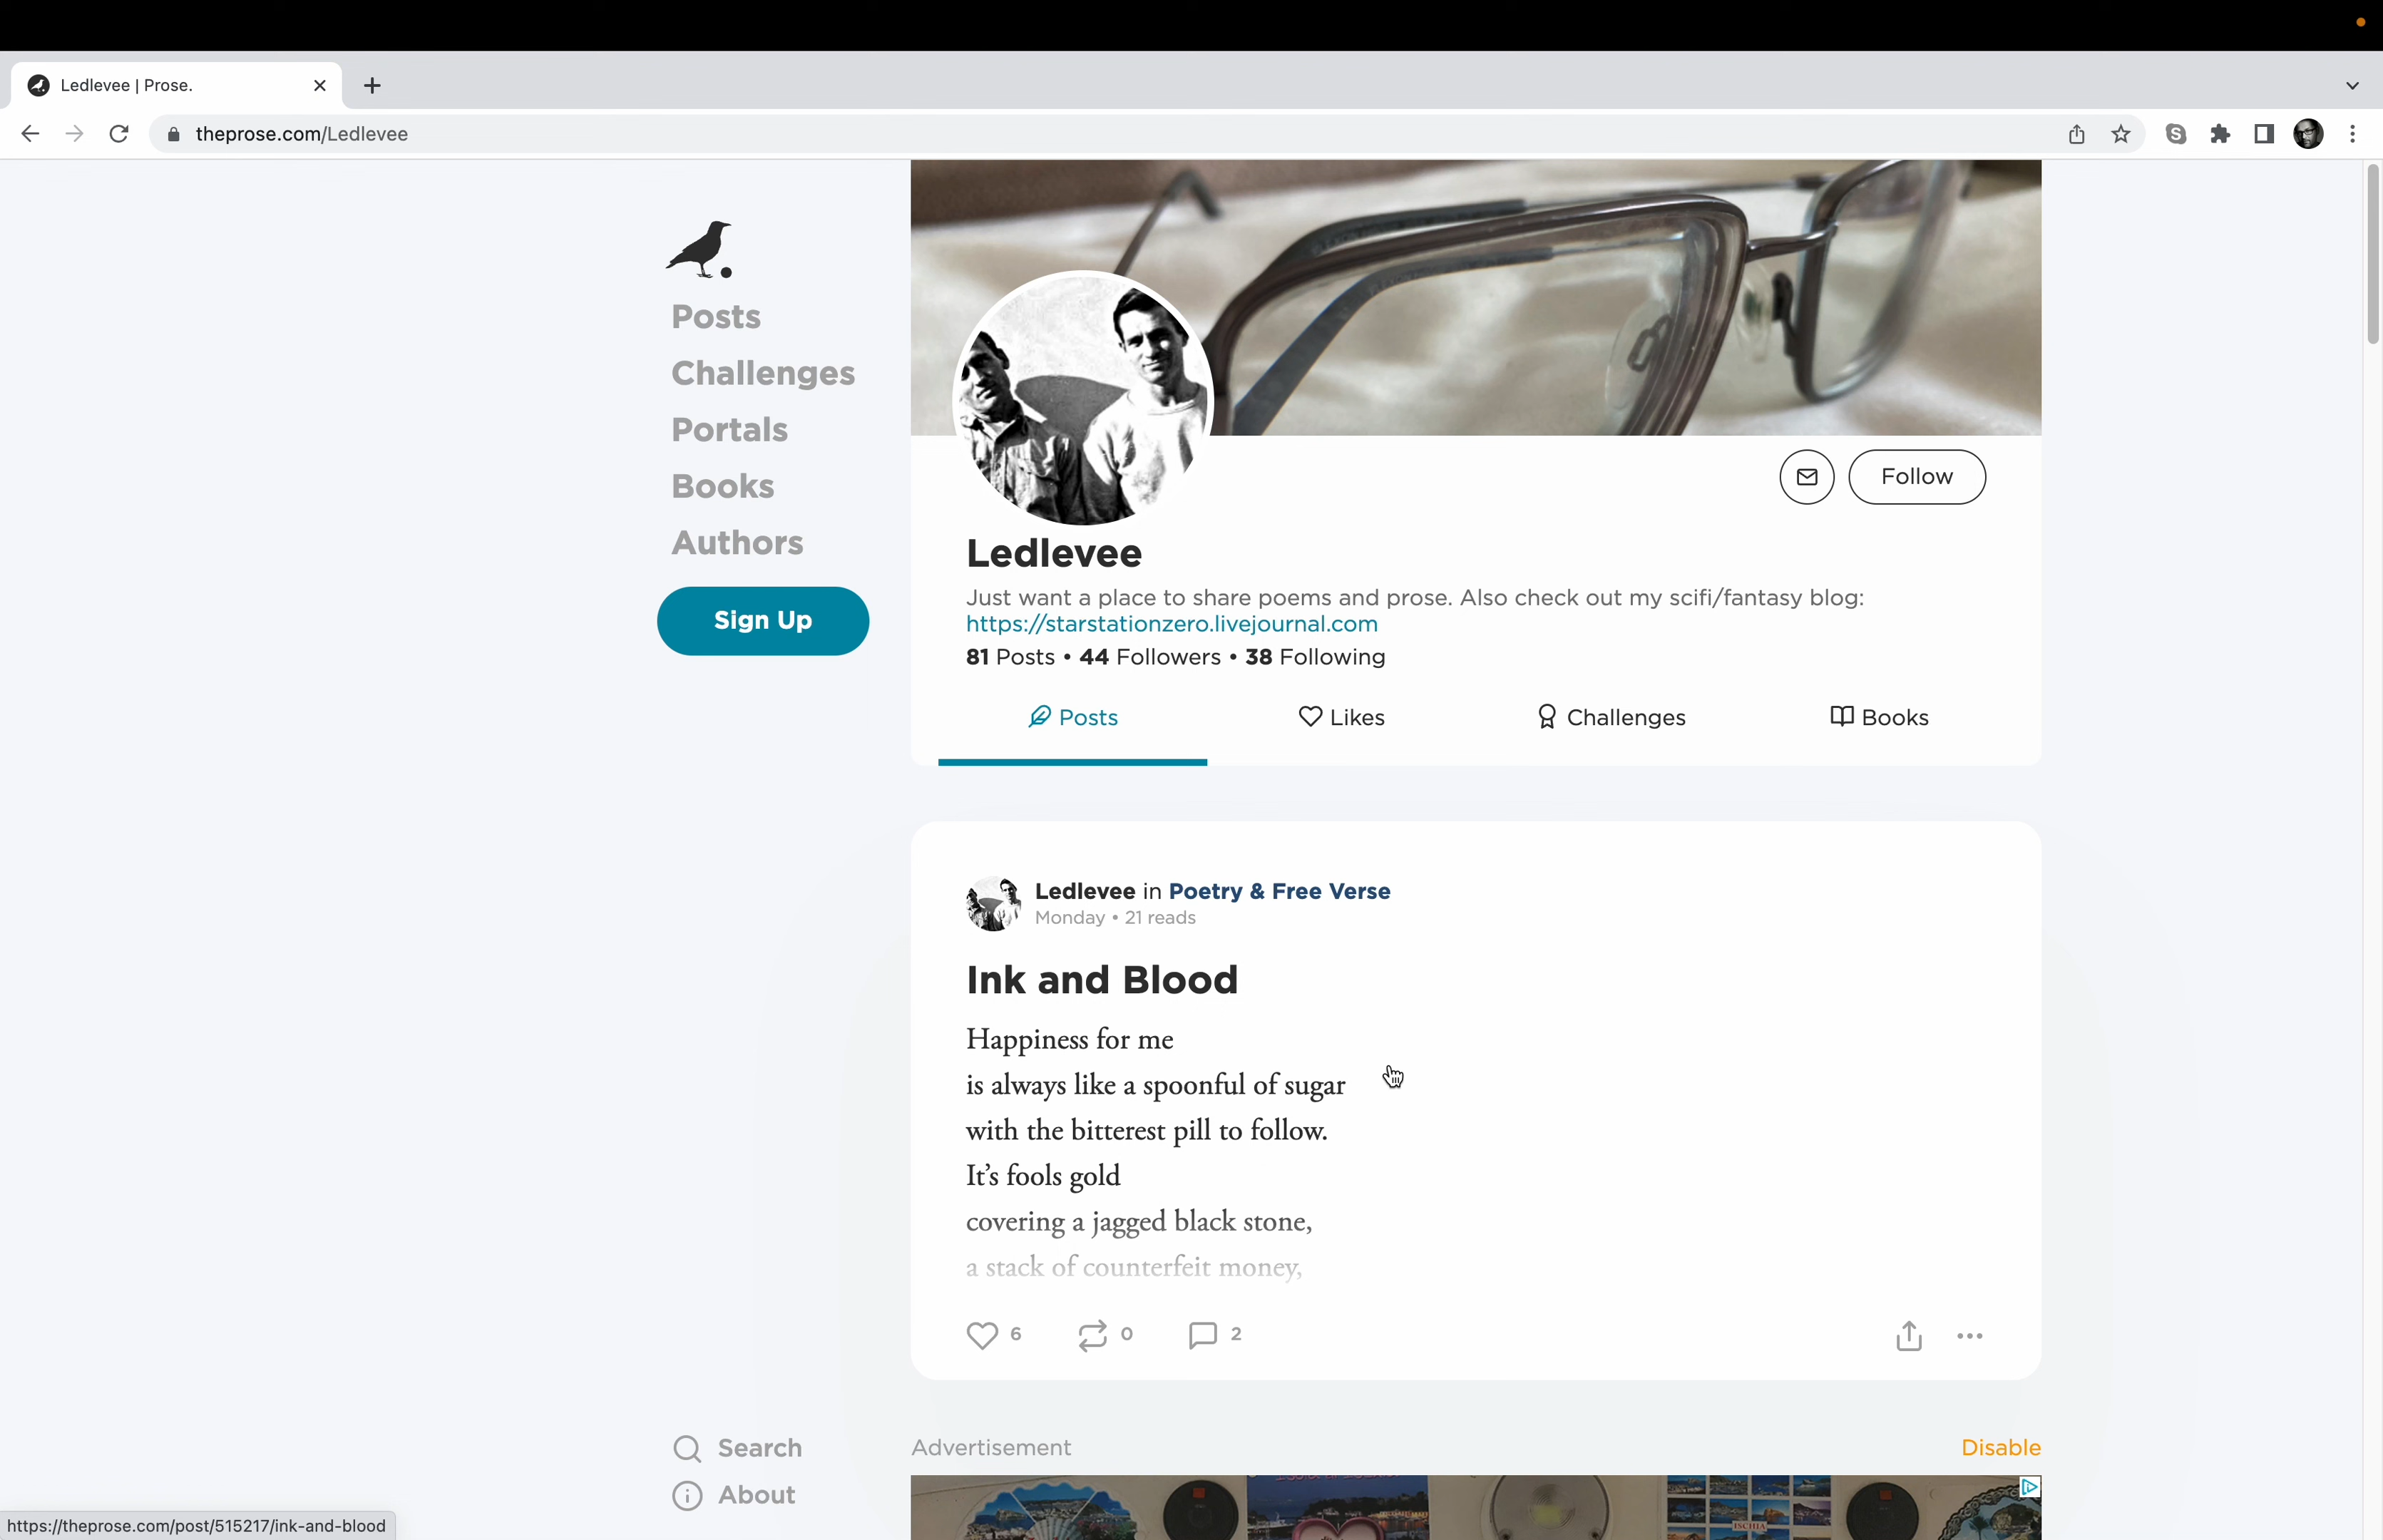 Ledlevee | Prose.
theprose.com/Ledlevee
Posts
Challenges
Portals
Books
Authors
Sign Up
Follow
Ledlevee
Just want a place to share poems and prose. Also check out my scifi/fantasy blog:
https://starstationzero.livejournal.com
81 Posts • 44 Followers • 38 Following
Posts
Likes
Challenges
Books
Ledlevee in Poetry & Free Verse
Monday • 21 reads
Ink and Blood
Happiness for me
is always like a spoonful of sugar
with the bitterest pill to follow.
It's fools gold
covering a jagged black stone,
a stack of counterfeit money,
6
0
2
Search
About
Advertisement
Disable
ISCHIA
https://theprose.com/post/515217/ink-and-blood